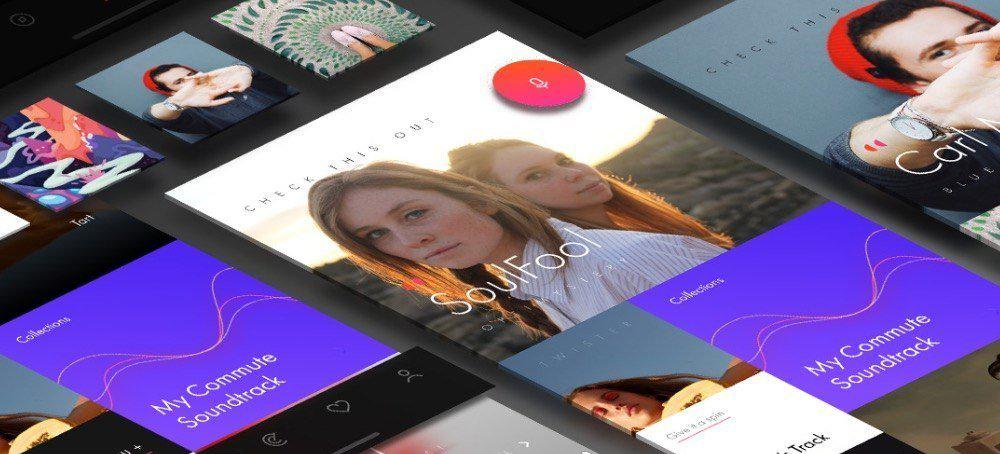 CHECK THIS OUT
CHECK THIS
“ Carl
BLUE
Tart
“ SoulFool
Collections
My Commute
Soundtrack
TWISTER
Collections
My Commute
Soundtrack
Give it a spin
Track